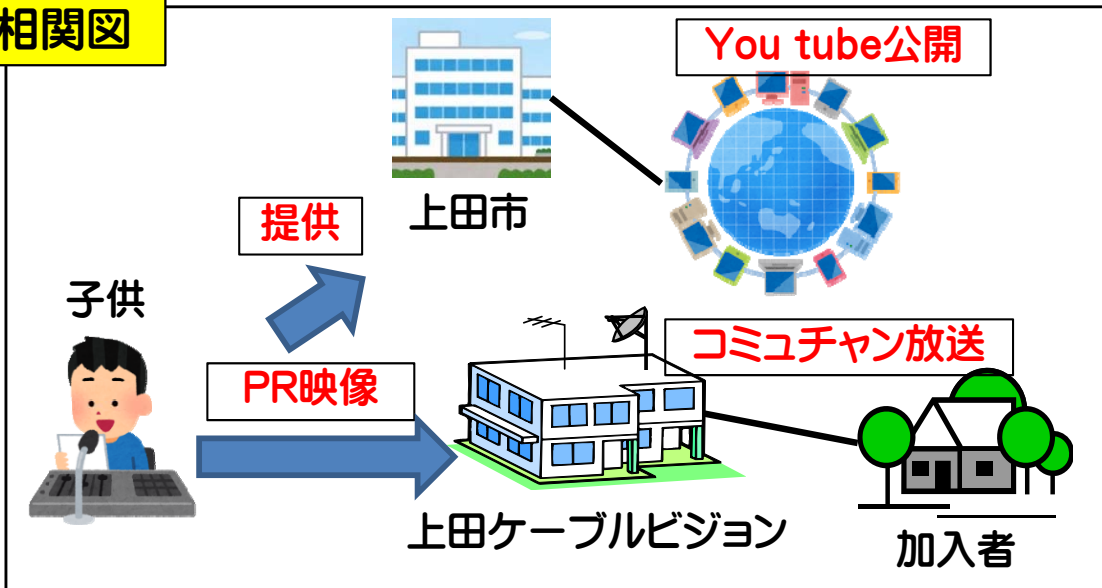 相関図
You tube公開
上田市
提供
子供
コミュチャン放送
PR映像
上田ケーブルビジョン
加入者